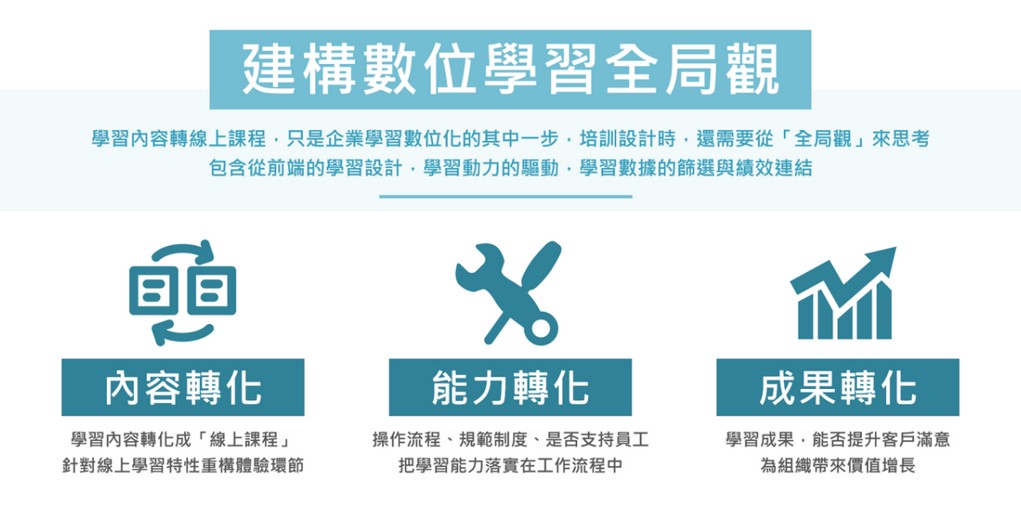 建構數位學習全局觀
學習內容轉線上課程，只是企業學習數位化的其中一步，培訓設計時，還需要從「全局觀」來思考
包含從前端的學習設計，學習動力的驅動，學習數據的篩選與績效連結
內容轉化
學習內容轉化成「線上課程」
針對線上學習特性重構體驗環節
能力轉化
操作流程、規範制度、是否支持員工
把學習能力落實在工作流程中
成果轉化
學習成果，能否提升客戶滿意
為組織帶來價值增長